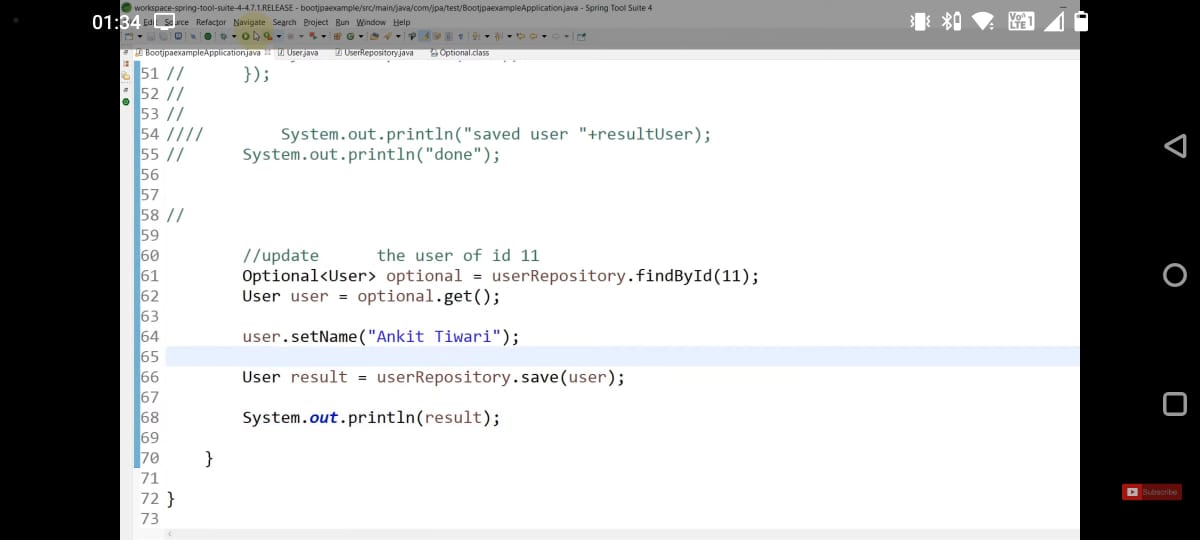 workspace-spring-tool-suite-4-4.7.1.RELEASE - bootjpaexample/src/main/java/com/jpa/test/BootjpaexampleApplication.java - Spring Tool Suite 4
01:34 Edit Source Refactor Navigate Search Project Run Window Help
VoD LTE 1
BootjpaexampleApplication.java User.java UserRepository.java Optional.class
51 // });
52 //
53 //
54 //// System.out.println("saved user "+resultUser);
55 // System.out.println("done");
56
57
58 //
59
60 //update the user of id 11
61 Optional<User> optional = userRepository.findById(11);
62 User user = optional.get();
63
64 user.setName("Ankit Tiwari");
65
66 User result = userRepository.save(user);
67
68 System.out.println(result);
69
70 }
71
72 }
73
Subscribe